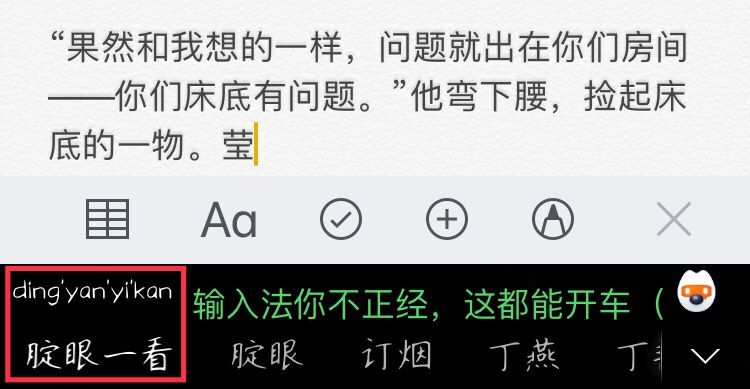 “果然和我想的一样，问题就出在你们房间
——你们床底有问题。”他弯下腰，捡起床
底的一物。莹
Aa
ding'yan'yi'kan
输入法你不正经，这都能开车（
腚眼一看 腚眼 订烟 丁燕 丁